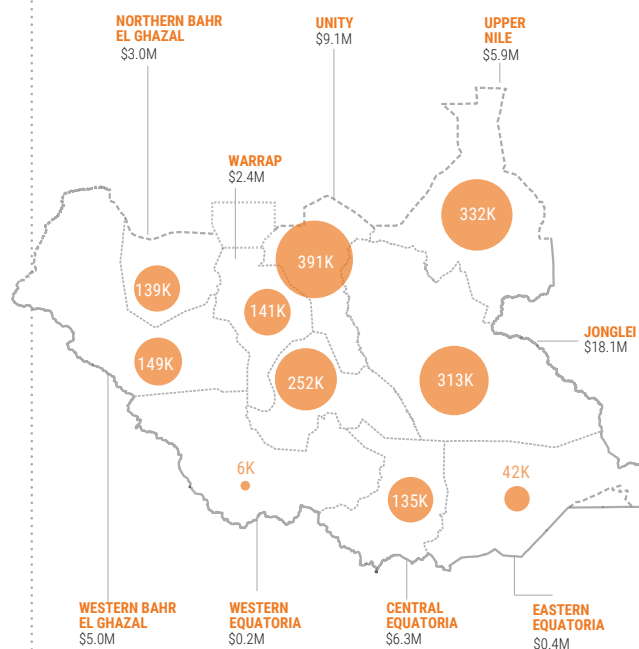 NORTHERN BAHR
EL GHAZAL
$3.0M
UNITY
$9.1M
UPPER
NILE
$5.9M
WARRAP
$2.4M
332K
391K
139K
141K
JONGLEI
$18.1M
149K
252K
313K
6K
42K
135K
WESTERN BAHR
EL GHAZAL
$5.0M
WESTERN
EQUATORIA
$0.2M
CENTRAL
EQUATORIA
$6.3M
EASTERN
EQUATORIA
$0.4M